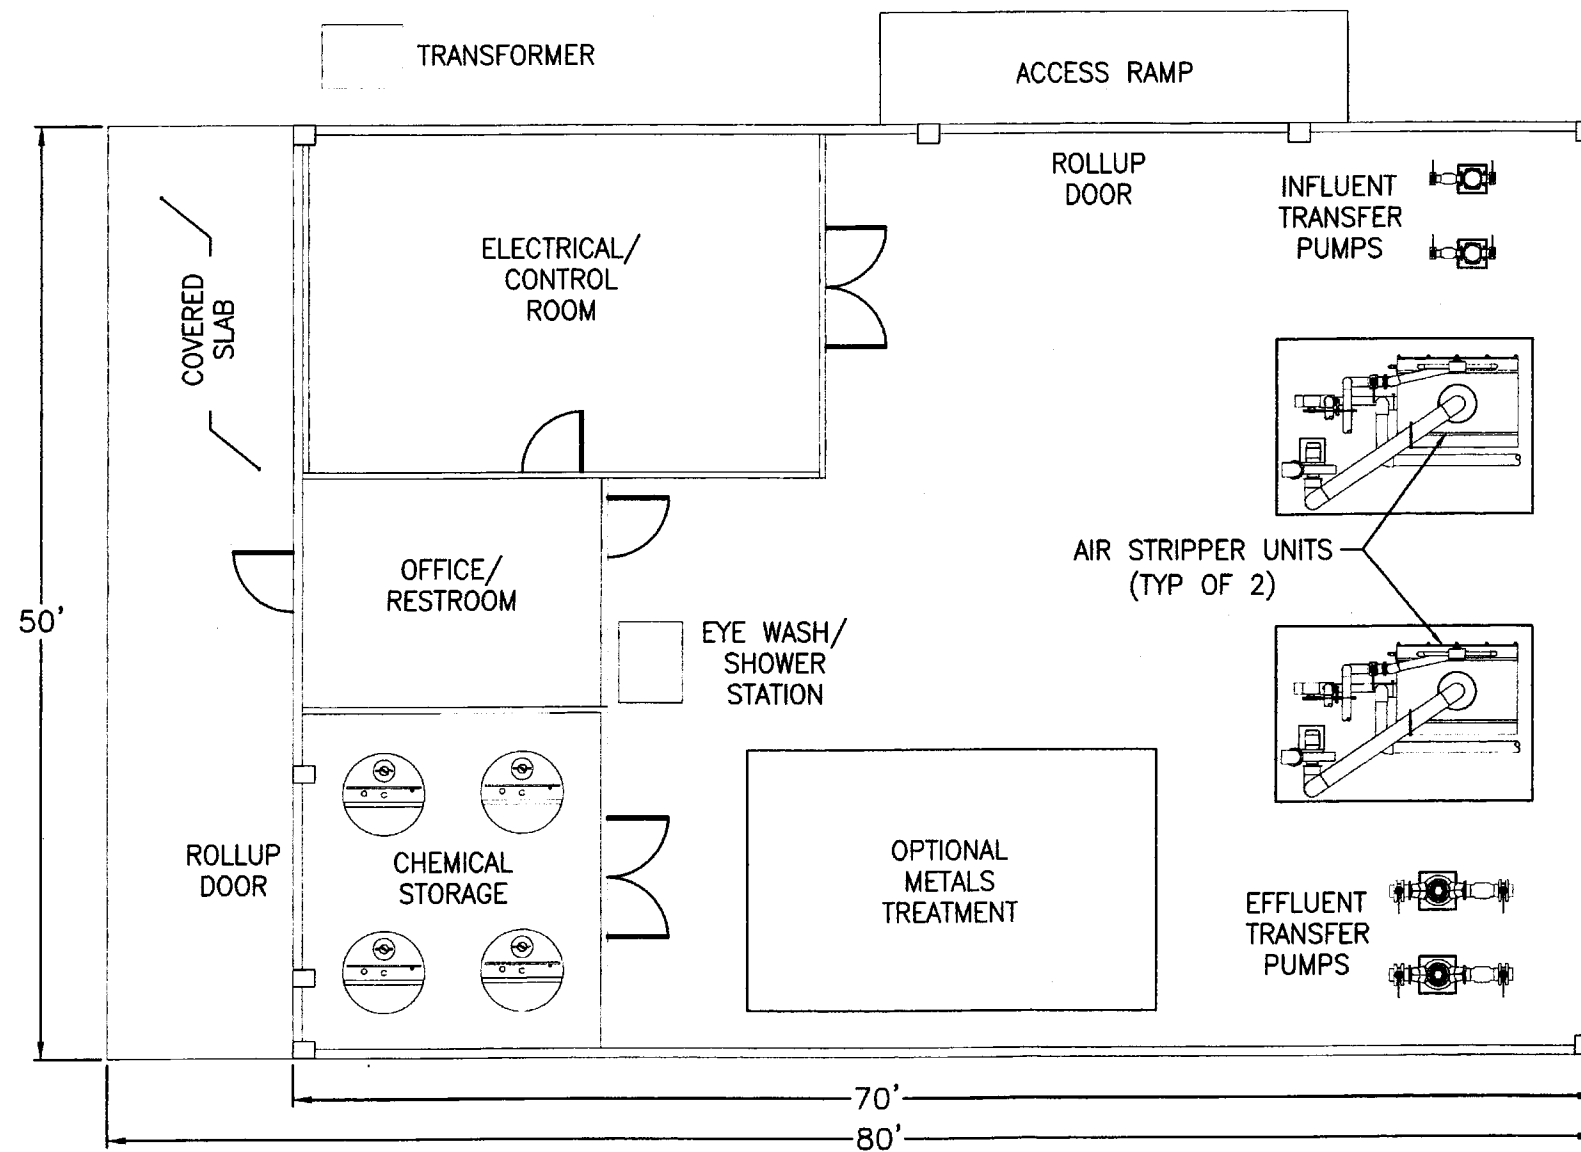 TRANSFORMER
ACCESS RAMP
ROLLUP
DOOR
INFLUENT
TRANSFER
PUMPS
ELECTRICAL/
CONTROL
ROOM
COVERED
SLAB
AIR STRIPPER UNITS
(TYP OF 2)
OFFICE/
RESTROOM
50'
EYE WASH/
SHOWER
STATION
ROLLUP
DOOR
CHEMICAL
STORAGE
OPTIONAL
METALS
TREATMENT
EFFLUENT
TRANSFER
PUMPS
70'
80'